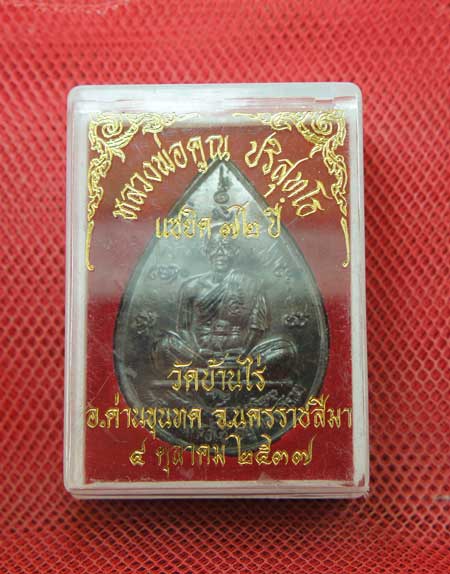 หลวงพ่อคูณ ปริสุทฺโธ
แซยิด ๗๒ ปี
วัดบ้านไร่
อ.ด่านขุนทด จ.นครราชสีมา
๔ ตุลาคม ๒๕๓๗